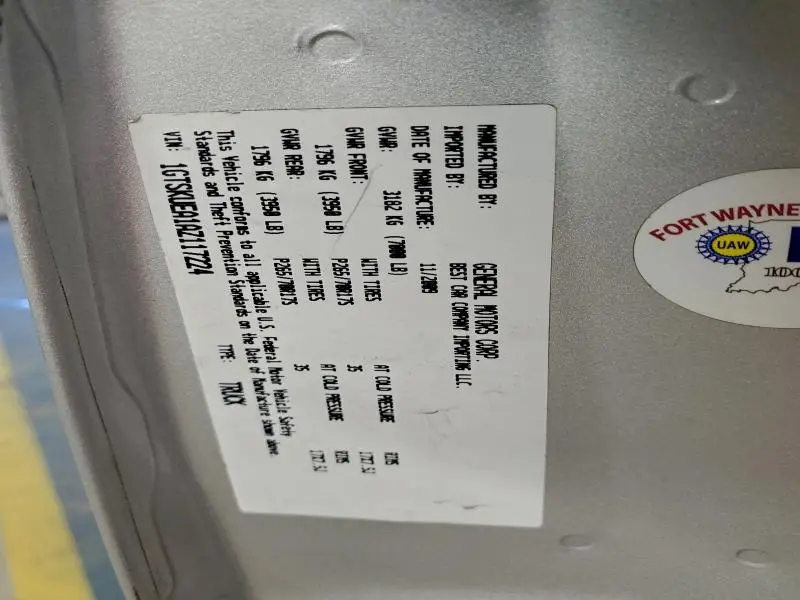 MANUFACTURED BY: GENERAL MOTORS CORP.
IMPORTED BY: BEST CAR COMPANY IMPORTING LLC.
DATE OF MANUFACTURE: 11/2009
GVWR: 3182 KG (7000 LB)
GVWR FRONT: WITH TIRES AT COLD PRESSURE
1796 KG (3950 LB) P265/70R17S 35
GVWR REAR: WITH TIRES AT COLD PRESSURE
1796 KG (3950 LB) P265/70R17S 35
This Vehicle conforms to all applicable U.S. Federal Motor Vehicle Safety
Standards and Theft Prevention Standards on the Date of Manufacture shown above.
VIN: TYPE: TRUCK
FORT WAYNE
UAW
100